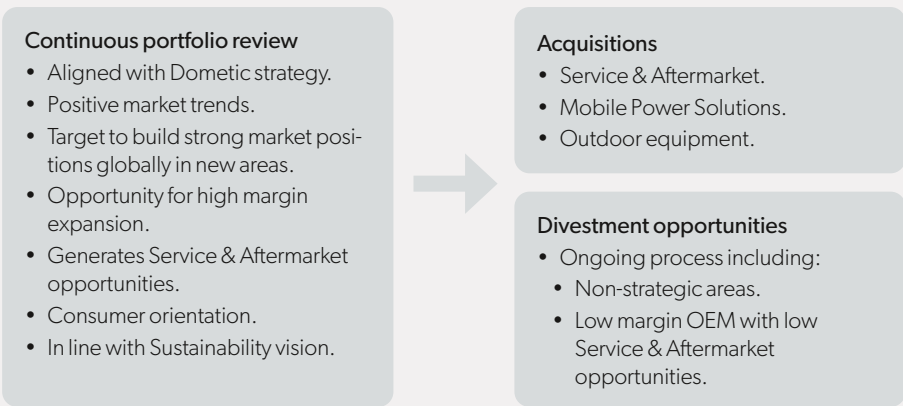 Continuous portfolio review
• Aligned with Dometic strategy.
• Positive market trends.
• Target to build strong market posi-
tions globally in new areas.
• Opportunity for high margin
expansion.
• Generates Service & Aftermarket
opportunities.
• Consumer orientation.
• In line with Sustainability vision.
Acquisitions
• Service & Aftermarket.
• Mobile Power Solutions.
• Outdoor equipment.
Divestment opportunities
• Ongoing process including:
• Non-strategic areas.
• Low margin OEM with low
Service & Aftermarket
opportunities.